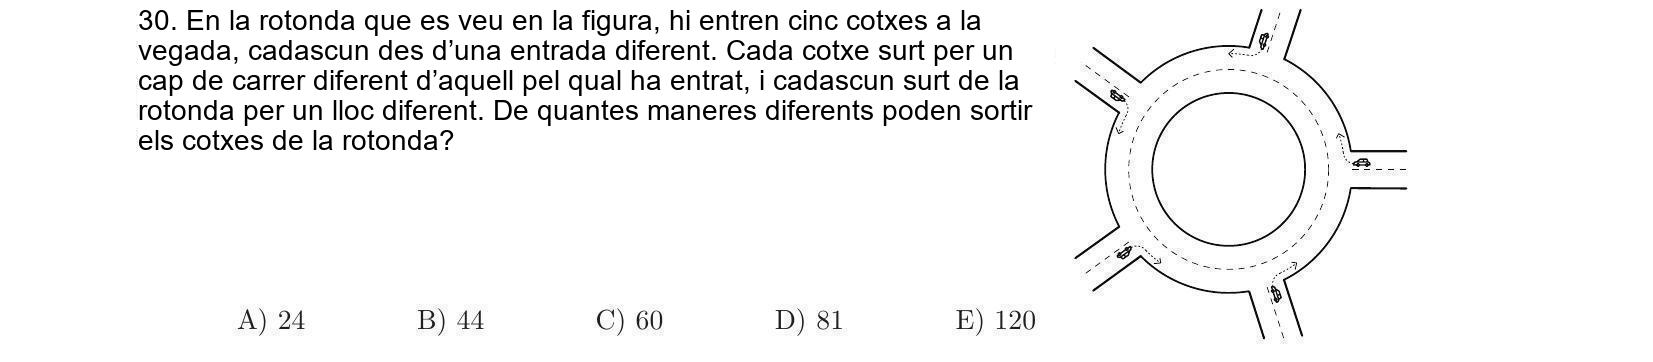 30. En la rotonda que es veu en la figura, hi entren cinc cotxes a la
vegada, cadascun des d’una entrada diferent. Cada cotxe surt per un
cap de carrer diferent d’aquell pel qual ha entrat, i cadascun surt de la
rotonda per un lloc diferent. De quantes maneres diferents poden sortir
els cotxes de la rotonda?
A) 24 B) 44 C) 60 D) 81 E) 120